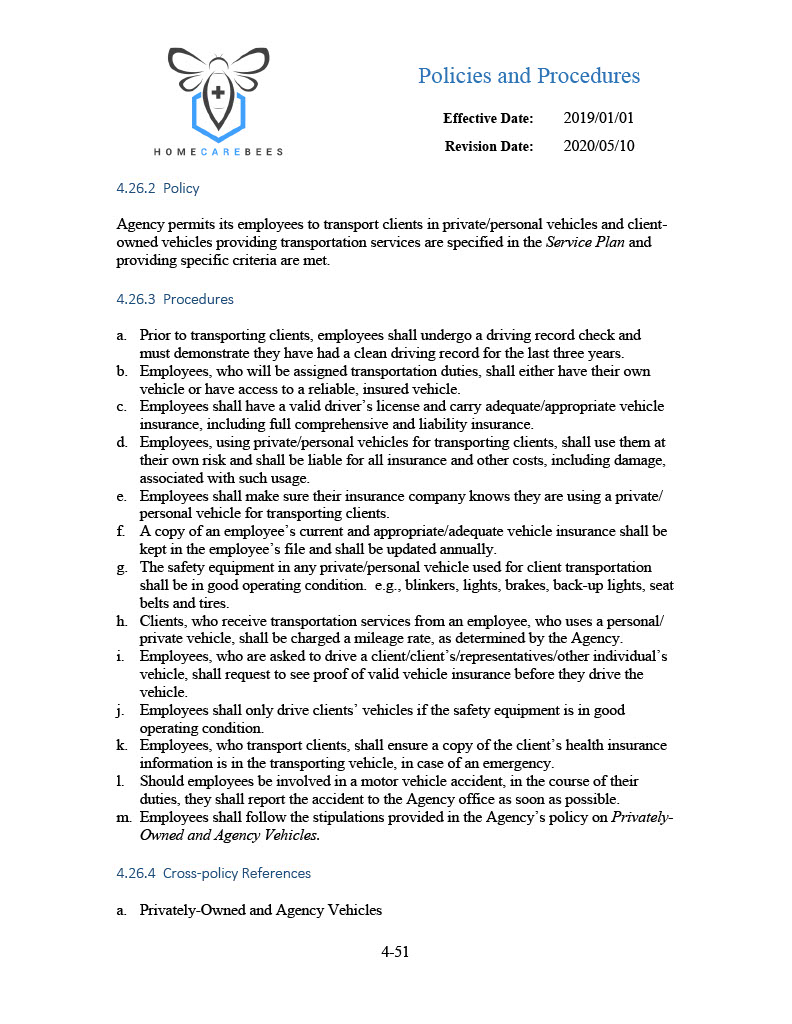 HOMECAREBEES
Policies and Procedures
Effective Date: 2019/01/01
Revision Date: 2020/05/10
4.26.2 Policy
Agency permits its employees to transport clients in private/personal vehicles and client-
owned vehicles providing transportation services are specified in the Service Plan and
providing specific criteria are met.
4.26.3 Procedures
a. Prior to transporting clients, employees shall undergo a driving record check and
must demonstrate they have had a clean driving record for the last three years.
b. Employees, who will be assigned transportation duties, shall either have their own
vehicle or have access to a reliable, insured vehicle.
c. Employees shall have a valid driver’s license and carry adequate/appropriate vehicle
insurance, including full comprehensive and liability insurance.
d. Employees, using private/personal vehicles for transporting clients, shall use them at
their own risk and shall be liable for all insurance and other costs, including damage,
associated with such usage.
e. Employees shall make sure their insurance company knows they are using a private/
personal vehicle for transporting clients.
f. A copy of an employee’s current and appropriate/adequate vehicle insurance shall be
kept in the employee’s file and shall be updated annually.
g. The safety equipment in any private/personal vehicle used for client transportation
shall be in good operating condition. e.g., blinkers, lights, brakes, back-up lights, seat
belts and tires.
h. Clients, who receive transportation services from an employee, who uses a personal/
private vehicle, shall be charged a mileage rate, as determined by the Agency.
i. Employees, who are asked to drive a client/client’s/representatives/other individual’s
vehicle, shall request to see proof of valid vehicle insurance before they drive the
vehicle.
j. Employees shall only drive clients’ vehicles if the safety equipment is in good
operating condition.
k. Employees, who transport clients, shall ensure a copy of the client’s health insurance
information is in the transporting vehicle, in case of an emergency.
l. Should employees be involved in a motor vehicle accident, in the course of their
duties, they shall report the accident to the Agency office as soon as possible.
m. Employees shall follow the stipulations provided in the Agency’s policy on Privately-
Owned and Agency Vehicles.
4.26.4 Cross-policy References
a. Privately-Owned and Agency Vehicles
4-51